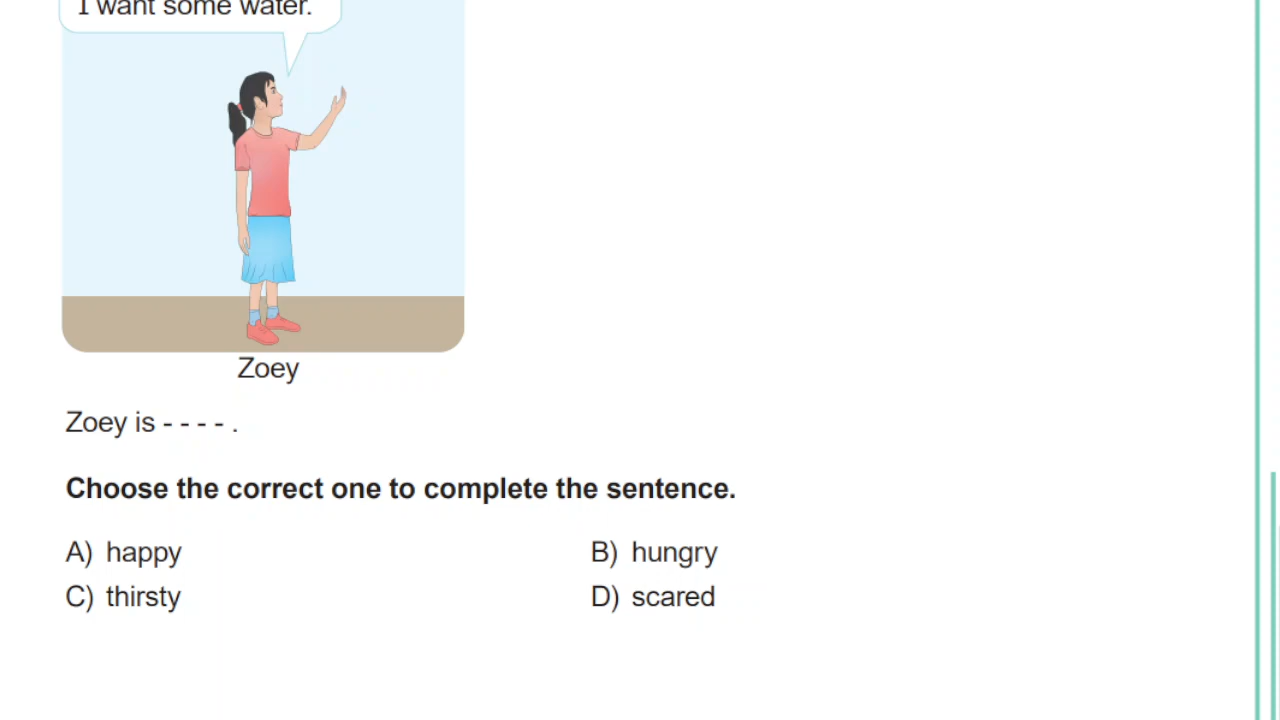 I want some water.
Zoey
Zoey is - - - - .
Choose the correct one to complete the sentence.
A) happy
B) hungry
C) thirsty
D) scared